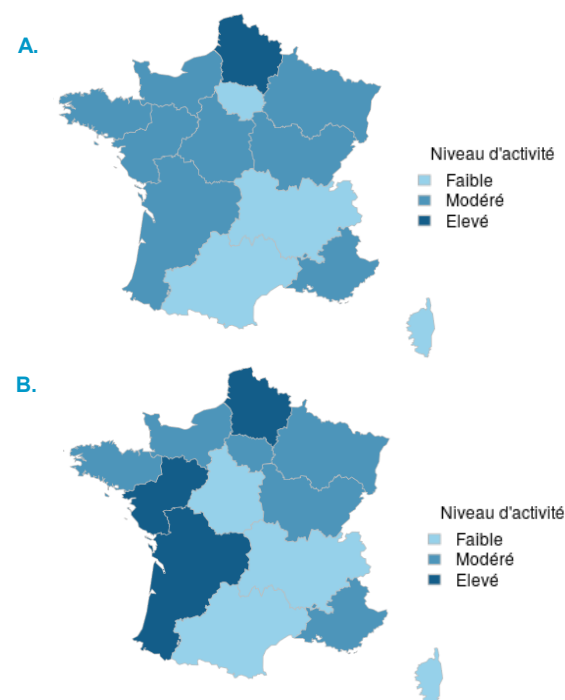 A.
Niveau d'activité
Faible
Modéré
Elevé
B.
Niveau d'activité
Faible
Modéré
Elevé